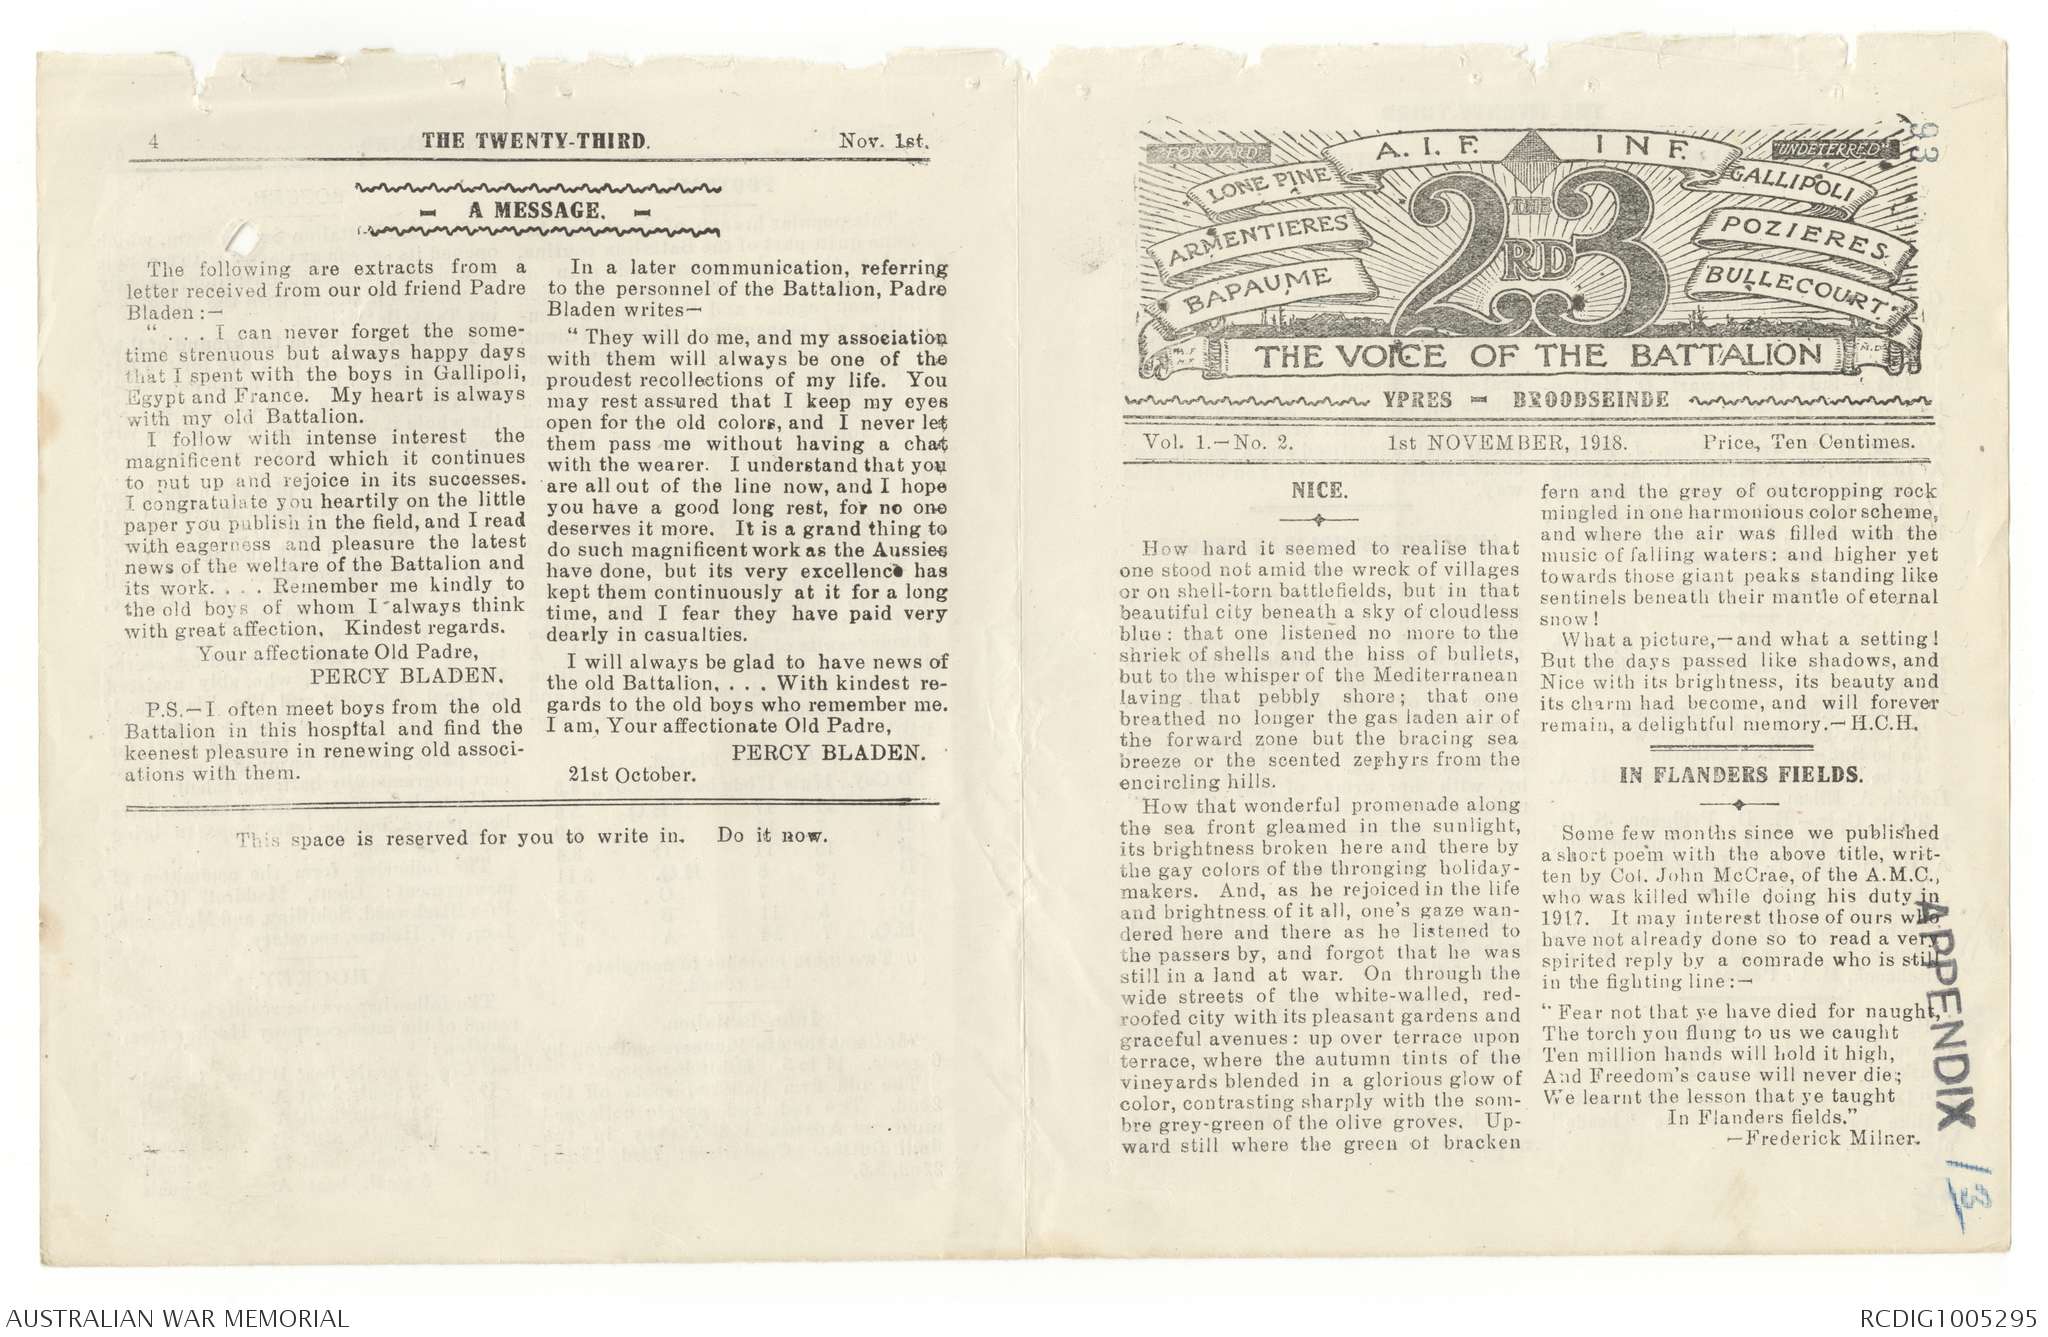 4 THE TWENTY-THIRD. Nov. 1st.
A MESSAGE.
The following are extracts from a
letter received from our old friend Padre
Bladen :—
" . . . I can never forget the some-
time strenuous but always happy days
that I spent with the boys in Gallipoli,
Egypt and France. My heart is always
with my old Battalion.
I follow with intense interest the
magnificent record which it continues
to put up and rejoice in its successes.
I congratulate you heartily on the little
paper you publish in the field, and I read
with eagerness and pleasure the latest
news of the welfare of the Battalion and
its work. . . . Remember me kindly to
the old boys of whom I always think
with great affection. Kindest regards.
Your affectionate Old Padre,
PERCY BLADEN.
P.S.—I often meet boys from the old
Battalion in this hospital and find the
keenest pleasure in renewing old associ-
ations with them.
In a later communication, referring
to the personnel of the Battalion, Padre
Bladen writes—
" They will do me, and my association
with them will always be one of the
proudest recollections of my life. You
may rest assured that I keep my eyes
open for the old colors, and I never let
them pass me without having a chat
with the wearer. I understand that you
are all out of the line now, and I hope
you have a good long rest, for no one
deserves it more. It is a grand thing to
do such magnificent work as the Aussies
have done, but its very excellence has
kept them continuously at it for a long
time, and I fear they have paid very
dearly in casualties.
I will always be glad to have news of
the old Battalion. . . . With kindest re-
gards to the old boys who remember me.
I am, Your affectionate Old Padre,
PERCY BLADEN.
21st October.
This space is reserved for you to write in. Do it now.
93
"FORWARD" A. I. F. INF. "UNDETERRED"
LONE PINE GALLIPOLI
ARMENTIERES POZIERES
BAPAUME BULLECOURT
THE 23RD
THE VOICE OF THE BATTALION
YPRES — BROODSEINDE
Vol. 1.—No. 2. 1st NOVEMBER, 1918. Price, Ten Centimes.
NICE.
How hard it seemed to realise that
one stood not amid the wreck of villages
or on shell-torn battlefields, but in that
beautiful city beneath a sky of cloudless
blue : that one listened no more to the
shriek of shells and the hiss of bullets,
but to the whisper of the Mediterranean
laving that pebbly shore; that one
breathed no longer the gas laden air of
the forward zone but the bracing sea
breeze or the scented zephyrs from the
encircling hills.
How that wonderful promenade along
the sea front gleamed in the sunlight,
its brightness broken here and there by
the gay colors of the thronging holiday-
makers. And, as he rejoiced in the life
and brightness of it all, one's gaze wan-
dered here and there as he listened to
the passers by, and forgot that he was
still in a land at war. On through the
wide streets of the white-walled, red-
roofed city with its pleasant gardens and
graceful avenues : up over terrace upon
terrace, where the autumn tints of the
vineyards blended in a glorious glow of
color, contrasting sharply with the som-
bre grey-green of the olive groves. Up-
ward still where the green of bracken
fern and the grey of outcropping rock
mingled in one harmonious color scheme,
and where the air was filled with the
music of falling waters: and higher yet
towards those giant peaks standing like
sentinels beneath their mantle of eternal
snow!
What a picture,—and what a setting!
But the days passed like shadows, and
Nice with its brightness, its beauty and
its charm had become, and will forever
remain, a delightful memory.—H.C.H.
IN FLANDERS FIELDS.
Some few months since we published
a short poem with the above title, writ-
ten by Col. John McCrae, of the A.M.C.,
who was killed while doing his duty in
1917. It may interest those of ours who
have not already done so to read a very
spirited reply by a comrade who is still
in the fighting line :—
" Fear not that ye have died for naught,
The torch you flung to us we caught
Ten million hands will hold it high,
And Freedom's cause will never die;
We learnt the lesson that ye taught
In Flanders fields."
—Frederick Milner.
APPENDIX
13
AUSTRALIAN WAR MEMORIAL
RCDIG1005295